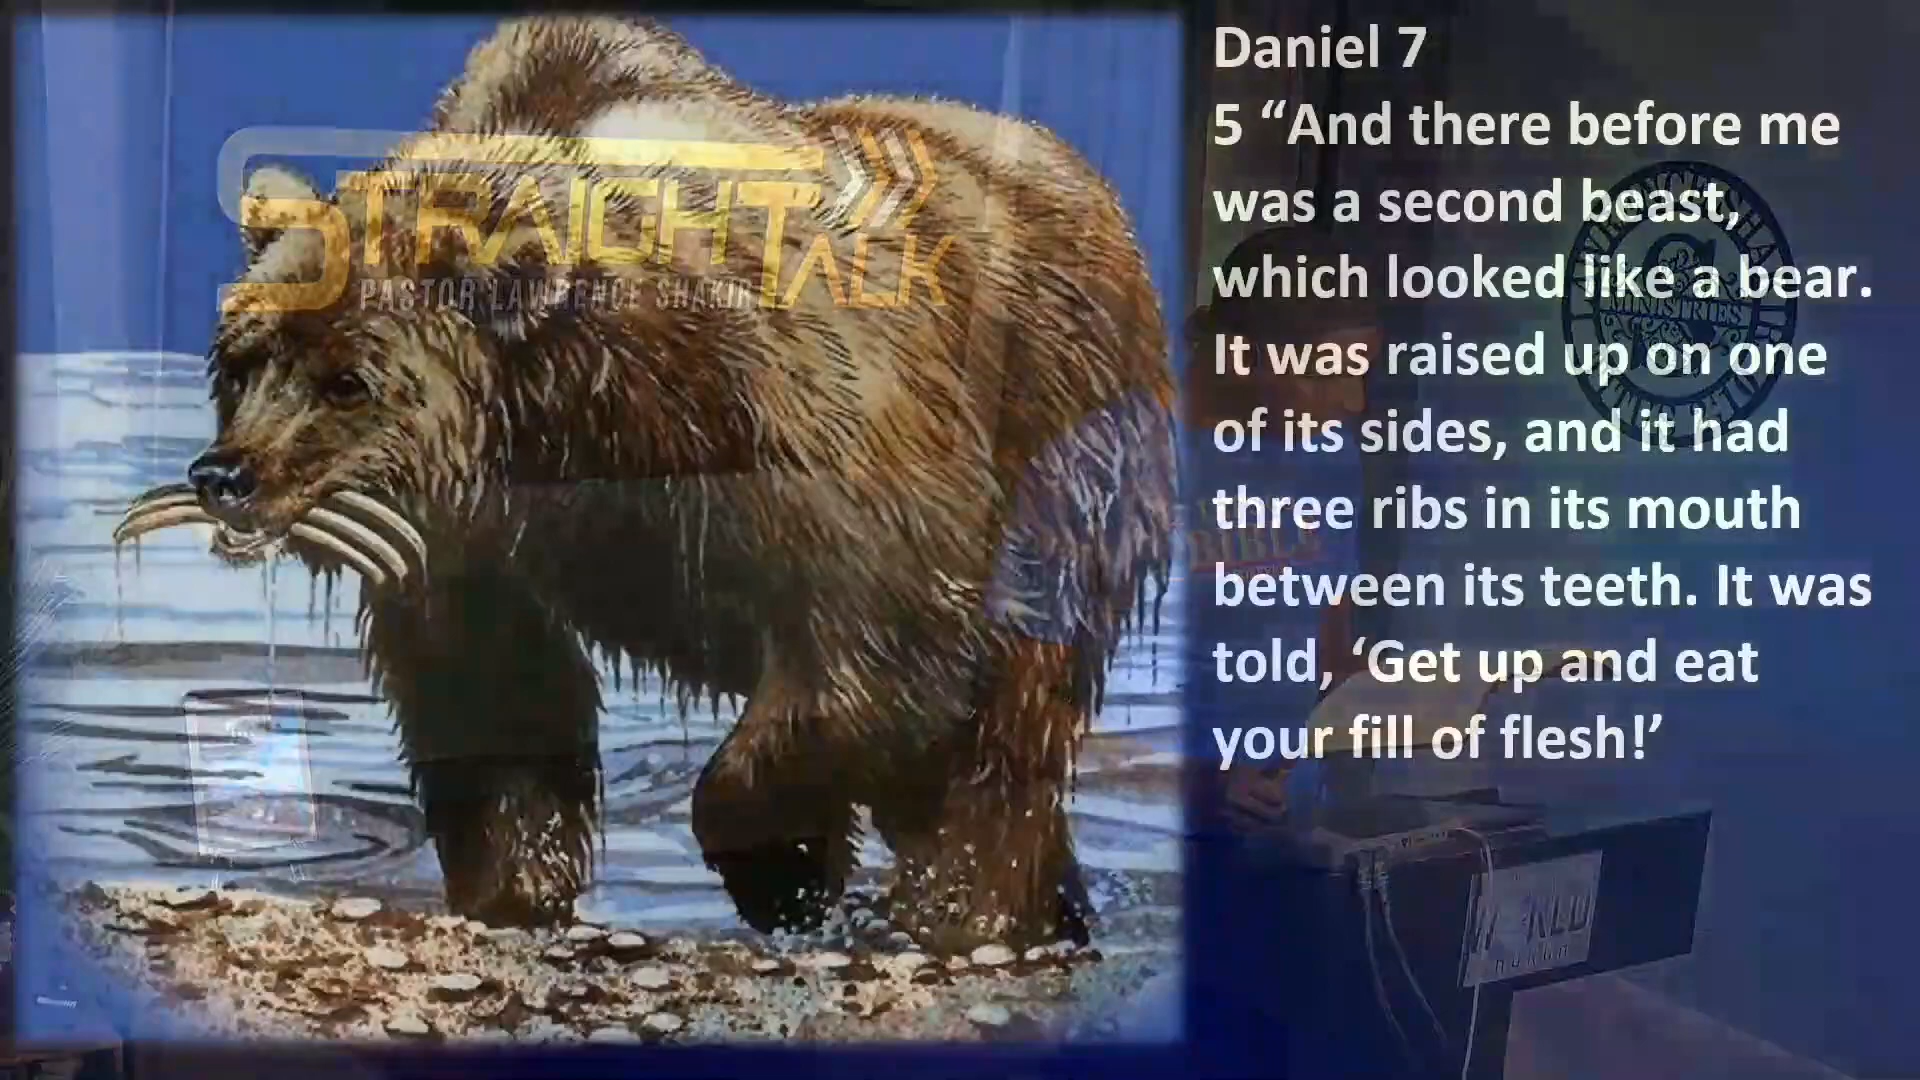 Daniel 7
5 “And there before me
was a second beast,
which looked like a bear.
It was raised up on one
of its sides, and it had
three ribs in its mouth
between its teeth. It was
told, ‘Get up and eat
your fill of flesh!’
STRAIGHT TALK
PASTOR LAWRENCE SHAKIR
MINISTRIES
BIBLE